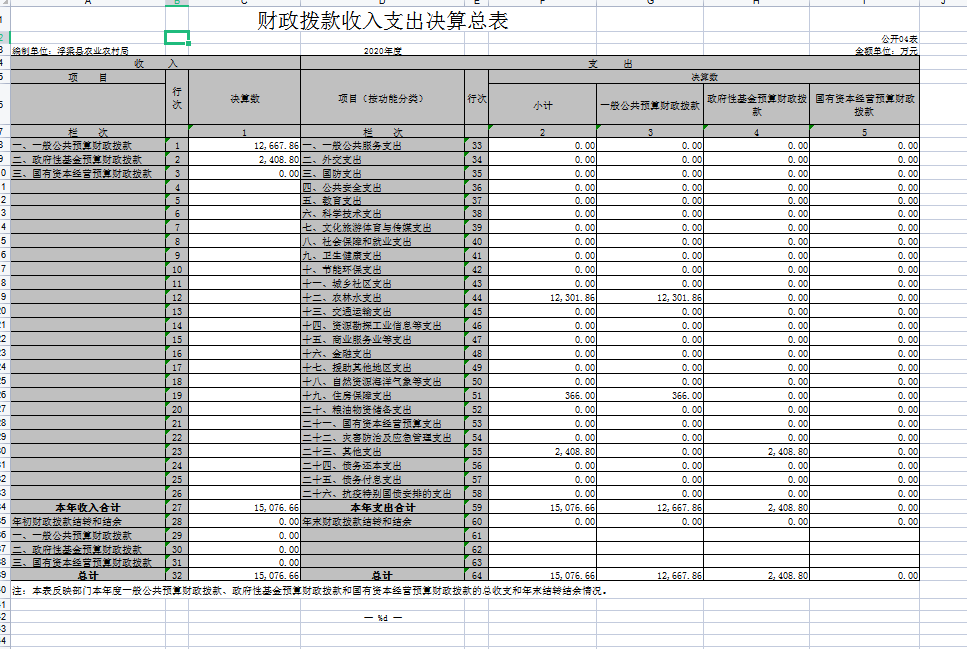 A B C D E F G H I J
财政拨款收入支出决算总表
公开04表
编制单位：浮梁县农业农村局 2020年度 金额单位：万元
收 入 支 出
项 目 行次 决算数 项目（按功能分类） 行次 决算数
小计 一般公共预算财政拨款 政府性基金预算财政拨款 国有资本经营预算财政拨款
栏 次 1 栏 次 2 3 4 5
一、一般公共预算财政拨款 1 12,667.86 一、一般公共服务支出 33 0.00 0.00 0.00 0.00
二、政府性基金预算财政拨款 2 2,408.80 二、外交支出 34 0.00 0.00 0.00 0.00
三、国有资本经营预算财政拨款 3 0.00 三、国防支出 35 0.00 0.00 0.00 0.00
4 四、公共安全支出 36 0.00 0.00 0.00 0.00
5 五、教育支出 37 0.00 0.00 0.00 0.00
6 六、科学技术支出 38 0.00 0.00 0.00 0.00
7 七、文化旅游体育与传媒支出 39 0.00 0.00 0.00 0.00
8 八、社会保障和就业支出 40 0.00 0.00 0.00 0.00
9 九、卫生健康支出 41 0.00 0.00 0.00 0.00
10 十、节能环保支出 42 0.00 0.00 0.00 0.00
11 十一、城乡社区支出 43 0.00 0.00 0.00 0.00
12 十二、农林水支出 44 12,301.86 12,301.86 0.00 0.00
13 十三、交通运输支出 45 0.00 0.00 0.00 0.00
14 十四、资源勘探工业信息等支出 46 0.00 0.00 0.00 0.00
15 十五、商业服务业等支出 47 0.00 0.00 0.00 0.00
16 十六、金融支出 48 0.00 0.00 0.00 0.00
17 十七、援助其他地区支出 49 0.00 0.00 0.00 0.00
18 十八、自然资源海洋气象等支出 50 0.00 0.00 0.00 0.00
19 十九、住房保障支出 51 366.00 366.00 0.00 0.00
20 二十、粮油物资储备支出 52 0.00 0.00 0.00 0.00
21 二十一、国有资本经营预算支出 53 0.00 0.00 0.00 0.00
22 二十二、灾害防治及应急管理支出 54 0.00 0.00 0.00 0.00
23 二十三、其他支出 55 2,408.80 0.00 2,408.80 0.00
24 二十四、债务还本支出 56 0.00 0.00 0.00 0.00
25 二十五、债务付息支出 57 0.00 0.00 0.00 0.00
26 二十六、抗疫特别国债安排的支出 58 0.00 0.00 0.00 0.00
本年收入合计 27 15,076.66 本年支出合计 59 15,076.66 12,667.86 2,408.80 0.00
年初财政拨款结转和结余 28 0.00 年末财政拨款结转和结余 60 0.00 0.00 0.00 0.00
一、一般公共预算财政拨款 29 0.00 61
二、政府性基金预算财政拨款 30 0.00 62
三、国有资本经营预算财政拨款 31 0.00 63
总计 32 15,076.66 总计 64 15,076.66 12,667.86 2,408.80 0.00
注：本表反映部门本年度一般公共预算财政拨款、政府性基金预算财政拨款和国有资本经营预算财政拨款的总收支和年末结转结余情况。
— %d —